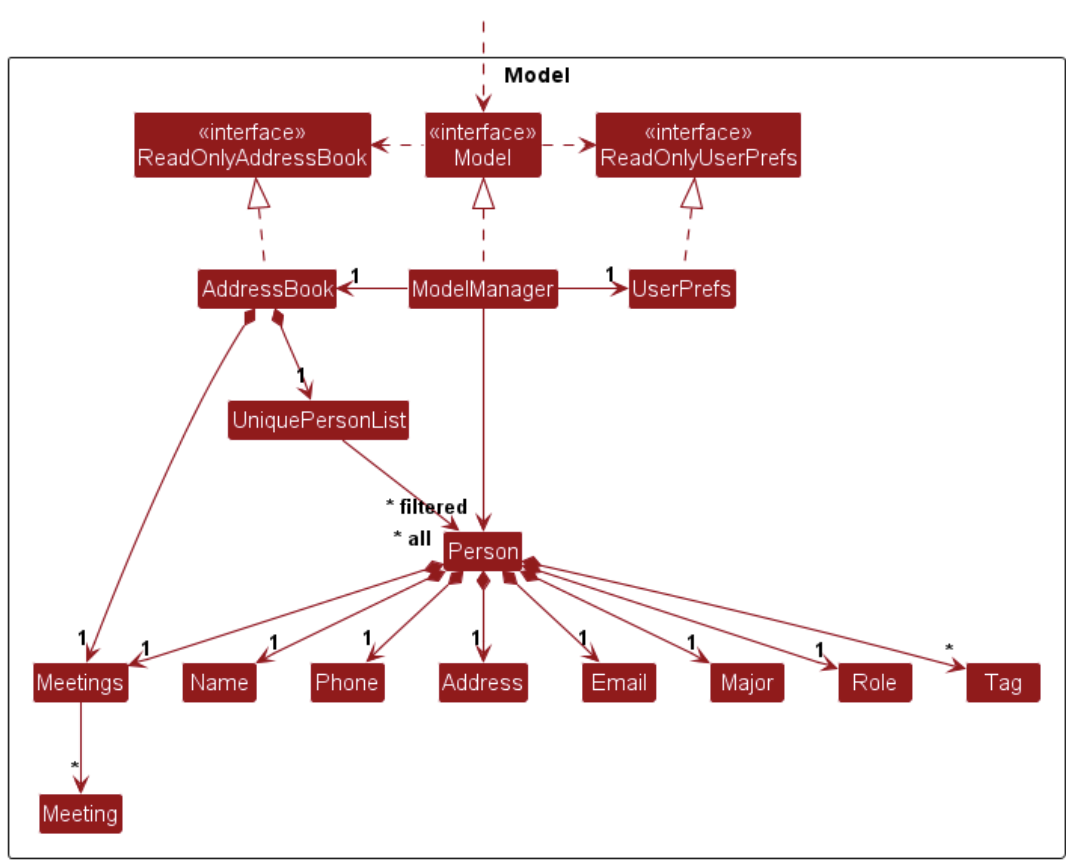 Model
«interface»
ReadOnlyAddressBook
«interface»
Model
«interface»
ReadOnlyUserPrefs
AddressBook
1
ModelManager
1
UserPrefs
1
UniquePersonList
* filtered
* all
Person
1
1
1
1
1
1
1
1
*
Meetings
Name
Phone
Address
Email
Major
Role
Tag
*
Meeting